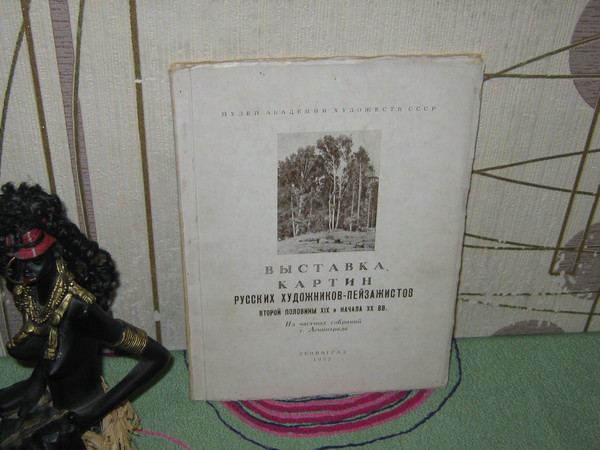 МУЗЕЙ АКАДЕМИИ ХУДОЖЕСТВ СССР
ВЫСТАВКА
КАРТИН
РУССКИХ ХУДОЖНИКОВ-ПЕЙЗАЖИСТОВ
ВТОРОЙ ПОЛОВИНЫ XIX и НАЧАЛА XX ВВ.
Из частных собраний
г. Ленинграда
ЛЕНИНГРАД